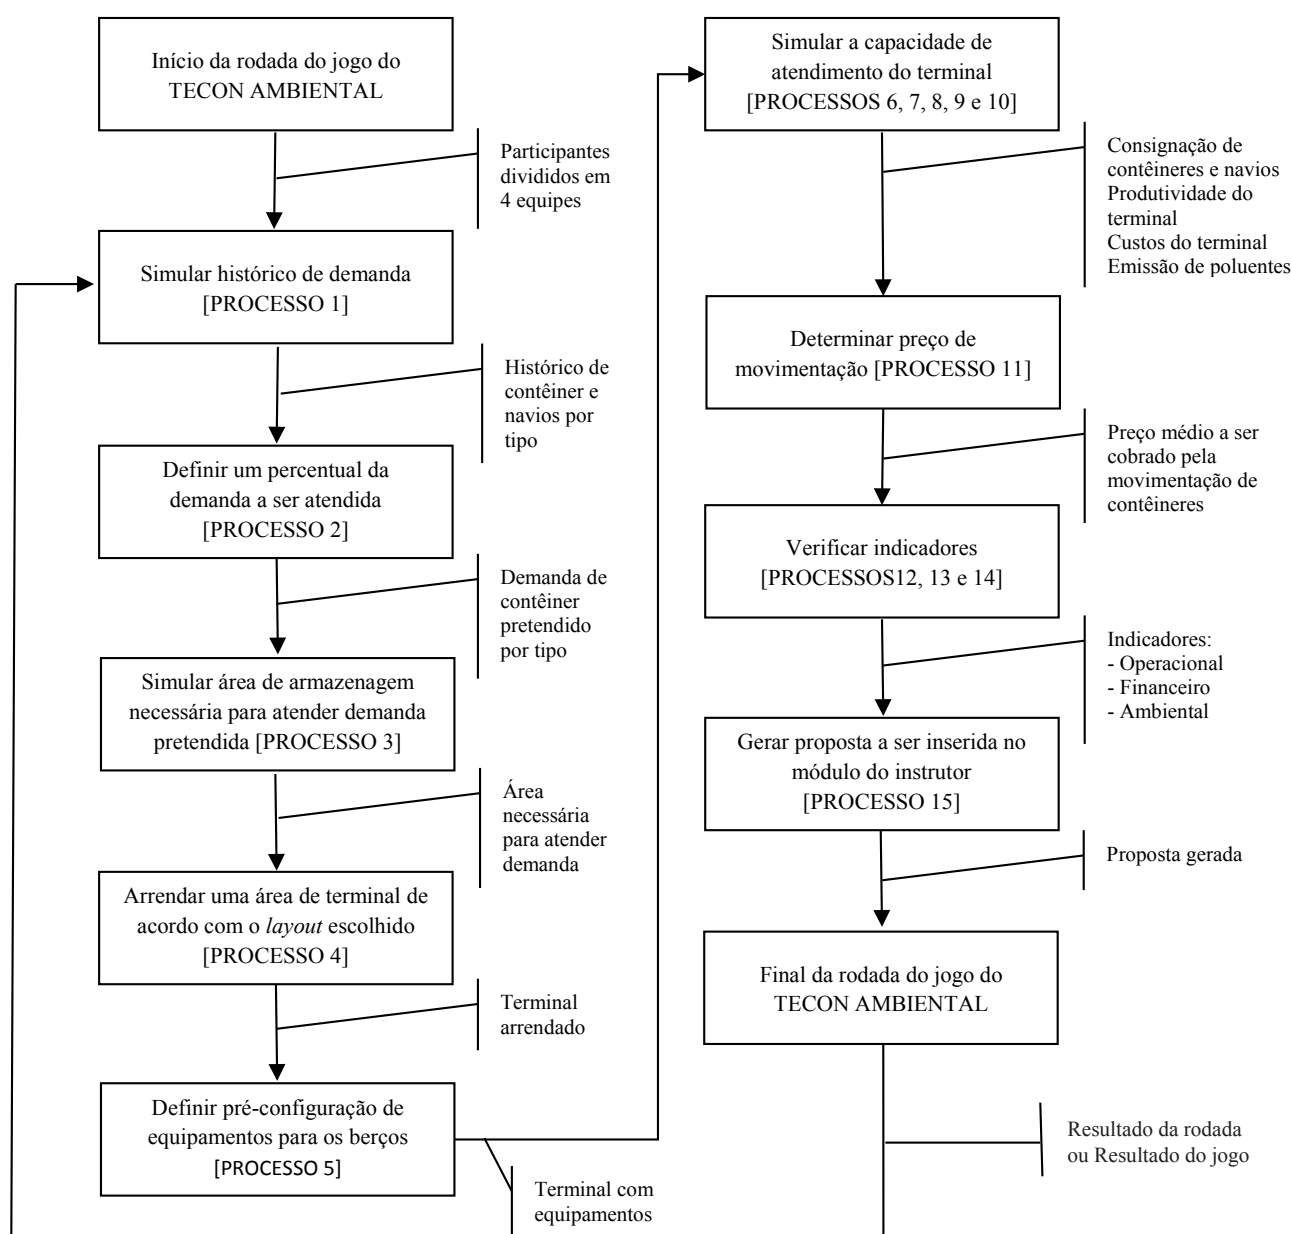 Início da rodada do jogo do
TECON AMBIENTAL
Participantes
divididos em
4 equipes
Simular histórico de demanda
[PROCESSO 1]
Histórico de
contêiner e
navios por
tipo
Definir um percentual da
demanda a ser atendida
[PROCESSO 2]
Demanda de
contêiner
pretendido
por tipo
Simular área de armazenagem
necessária para atender demanda
pretendida [PROCESSO 3]
Área
necessária
para atender
demanda
Arrendar uma área de terminal de
acordo com o layout escolhido
[PROCESSO 4]
Terminal
arrendado
Definir pré-configuração de
equipamentos para os berços
[PROCESSO 5]
Terminal com
equipamentos
Simular a capacidade de
atendimento do terminal
[PROCESSOS 6, 7, 8, 9 e 10]
Consignação de
contêineres e navios
Produtividade do
terminal
Custos do terminal
Emissão de poluentes
Determinar preço de
movimentação [PROCESSO 11]
Preço médio a ser
cobrado pela
movimentação de
contêineres
Verificar indicadores
[PROCESSOS12, 13 e 14]
Indicadores:
- Operacional
- Financeiro
- Ambiental
Gerar proposta a ser inserida no
módulo do instrutor
[PROCESSO 15]
Proposta gerada
Final da rodada do jogo do
TECON AMBIENTAL
Resultado da rodada
ou Resultado do jogo